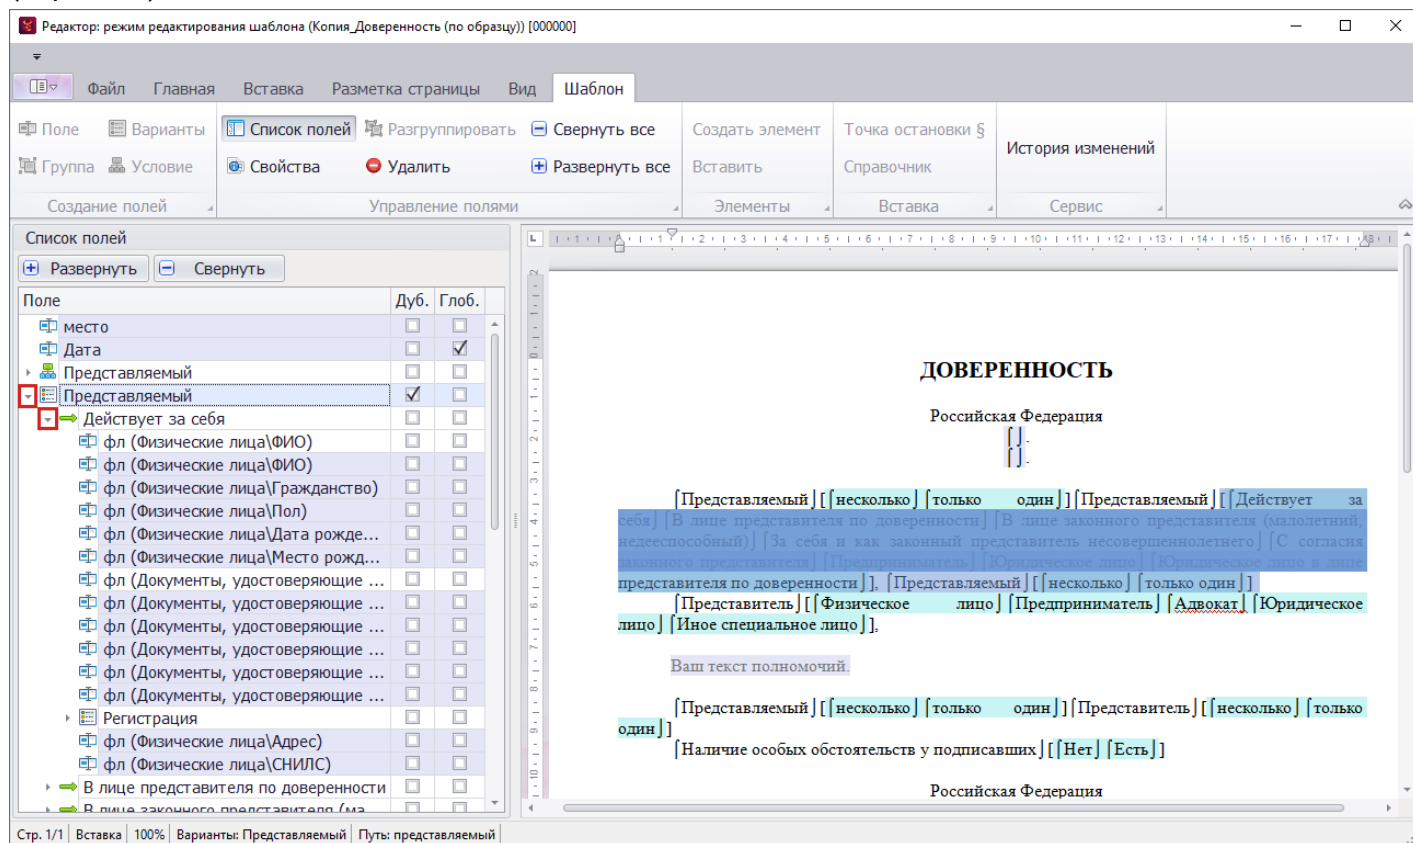 Редактор: режим редактирования шаблона (Копия_Доверенность (по образцу)) [000000]
Файл Главная Вставка Разметка страницы Вид Шаблон
Поле Варианты Список полей Разгруппировать Свернуть все Создать элемент Точка остановки §
История изменений
Группа Условие Свойства Удалить Развернуть все Вставить Справочник
Создание полей Управление полями Элементы Вставка Сервис
Список полей
Развернуть Свернуть
Поле Дуб. Глоб.
место
Дата
Представляемый
Представляемый
Действует за себя
фл (Физические лица\ФИО)
фл (Физические лица\ФИО)
фл (Физические лица\Гражданство)
фл (Физические лица\Пол)
фл (Физические лица\Дата рожде...
фл (Физические лица\Место рожд...
фл (Документы, удостоверяющие ...
фл (Документы, удостоверяющие ...
фл (Документы, удостоверяющие ...
фл (Документы, удостоверяющие ...
фл (Документы, удостоверяющие ...
фл (Документы, удостоверяющие ...
Регистрация
фл (Физические лица\Адрес)
фл (Физические лица\СНИЛС)
В лице представителя по доверенности
В лице законного представителя (ма
ДОВЕРЕННОСТЬ
Российская Федерация
⌈⌋.
⌈⌋.
⌈Представляемый⌋[⌈несколько⌋⌈только один⌋]⌈Представляемый⌋[⌈Действует за
себя⌋⌈В лице представителя по доверенности⌋⌈В лице законного представителя (малолетний,
недееспособный)⌋⌈За себя и как законный представитель несовершеннолетнего⌋⌈С согласия
законного представителя⌋⌈Предприниматель⌋⌈Юридическое лицо⌋⌈Юридическое лицо в лице
представителя по доверенности⌋], ⌈Представляемый⌋[⌈несколько⌋⌈только один⌋]
⌈Представитель⌋[⌈Физическое лицо⌋⌈Предприниматель⌋⌈Адвокат⌋⌈Юридическое
лицо⌋⌈Иное специальное лицо⌋],
Ваш текст полномочий.
⌈Представляемый⌋[⌈несколько⌋⌈только один⌋]⌈Представитель⌋[⌈несколько⌋⌈только
один⌋]
⌈Наличие особых обстоятельств у подписавших⌋[⌈Нет⌋⌈Есть⌋]
Российская Федерация
Стр. 1/1 Вставка 100% Варианты: Представляемый Путь: представляемый